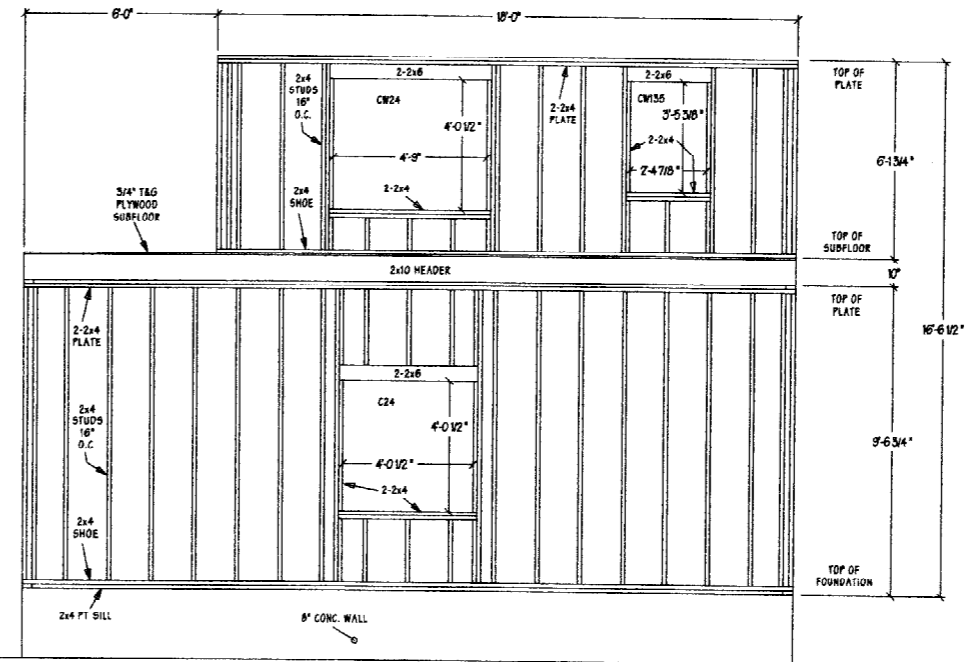 6'-0"
18'-0"
2x4
STUDS
16"
O.C.
2-2x6
CW24
4'-0 1/2"
4'-9"
2-2x4
2-2x4
PLATE
2-2x6
CW135
3'-5 3/8"
2-2x4
2'-4 7/8"
TOP OF
PLATE
6'-1 3/4"
3/4" T&G
PLYWOOD
SUBFLOOR
2x4
SHOE
TOP OF
SUBFLOOR
2x10 HEADER
10"
TOP OF
PLATE
16'-6 1/2"
2-2x4
PLATE
2-2x6
C24
4'-0 1/2"
4'-0 1/2"
2-2x4
2x4
STUDS
16"
O.C.
9'-6 3/4"
2x4
SHOE
TOP OF
FOUNDATION
2x4 PT SILL
8" CONC. WALL